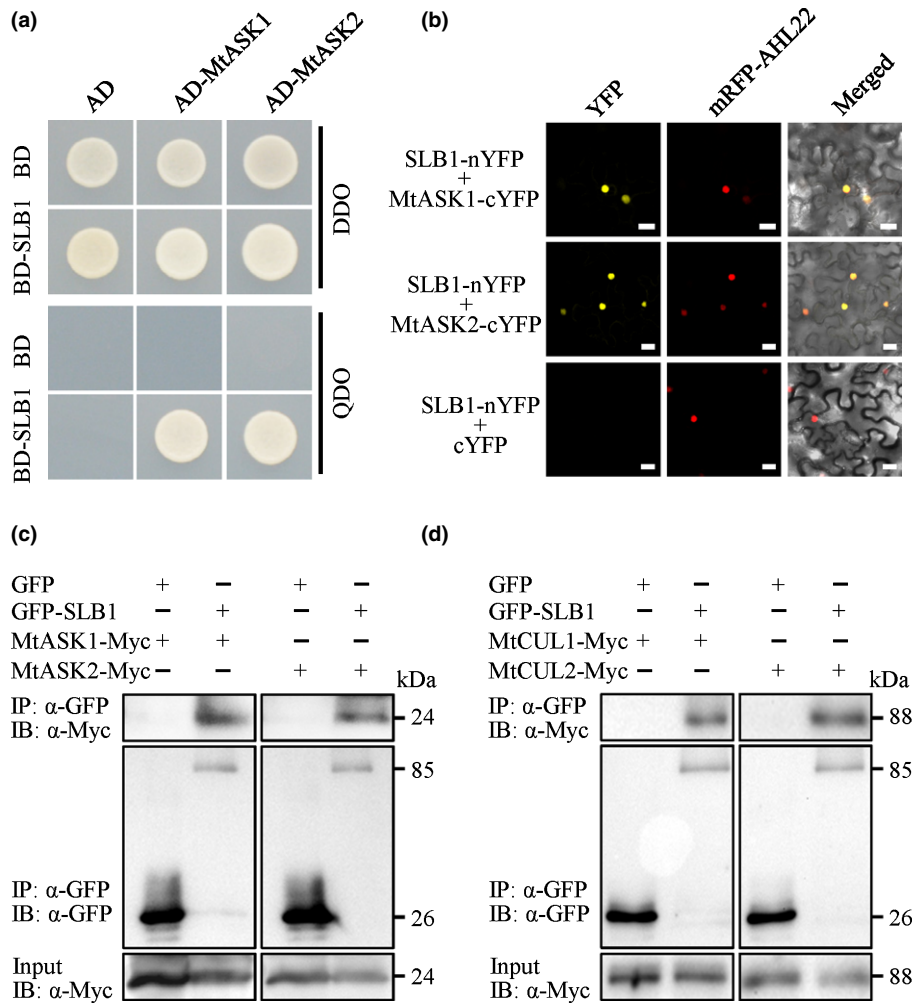 (a)
AD
AD-MtASK1
AD-MtASK2
BD
BD-SLB1
DDO
BD
BD-SLB1
QDO
(b)
YFP
mRFP-AHL22
Merged
SLB1-nYFP
+
MtASK1-cYFP
SLB1-nYFP
+
MtASK2-cYFP
SLB1-nYFP
+
cYFP
(c)
GFP + − + −
GFP-SLB1 − + − +
MtASK1-Myc + + − −
MtASK2-Myc − − + +
kDa
IP: α-GFP
IB: α-Myc
24
85
IP: α-GFP
IB: α-GFP
26
Input
IB: α-Myc
24
(d)
GFP + − + −
GFP-SLB1 − + − +
MtCUL1-Myc + + − −
MtCUL2-Myc − − + +
kDa
IP: α-GFP
IB: α-Myc
88
85
IP: α-GFP
IB: α-GFP
26
Input
IB: α-Myc
88